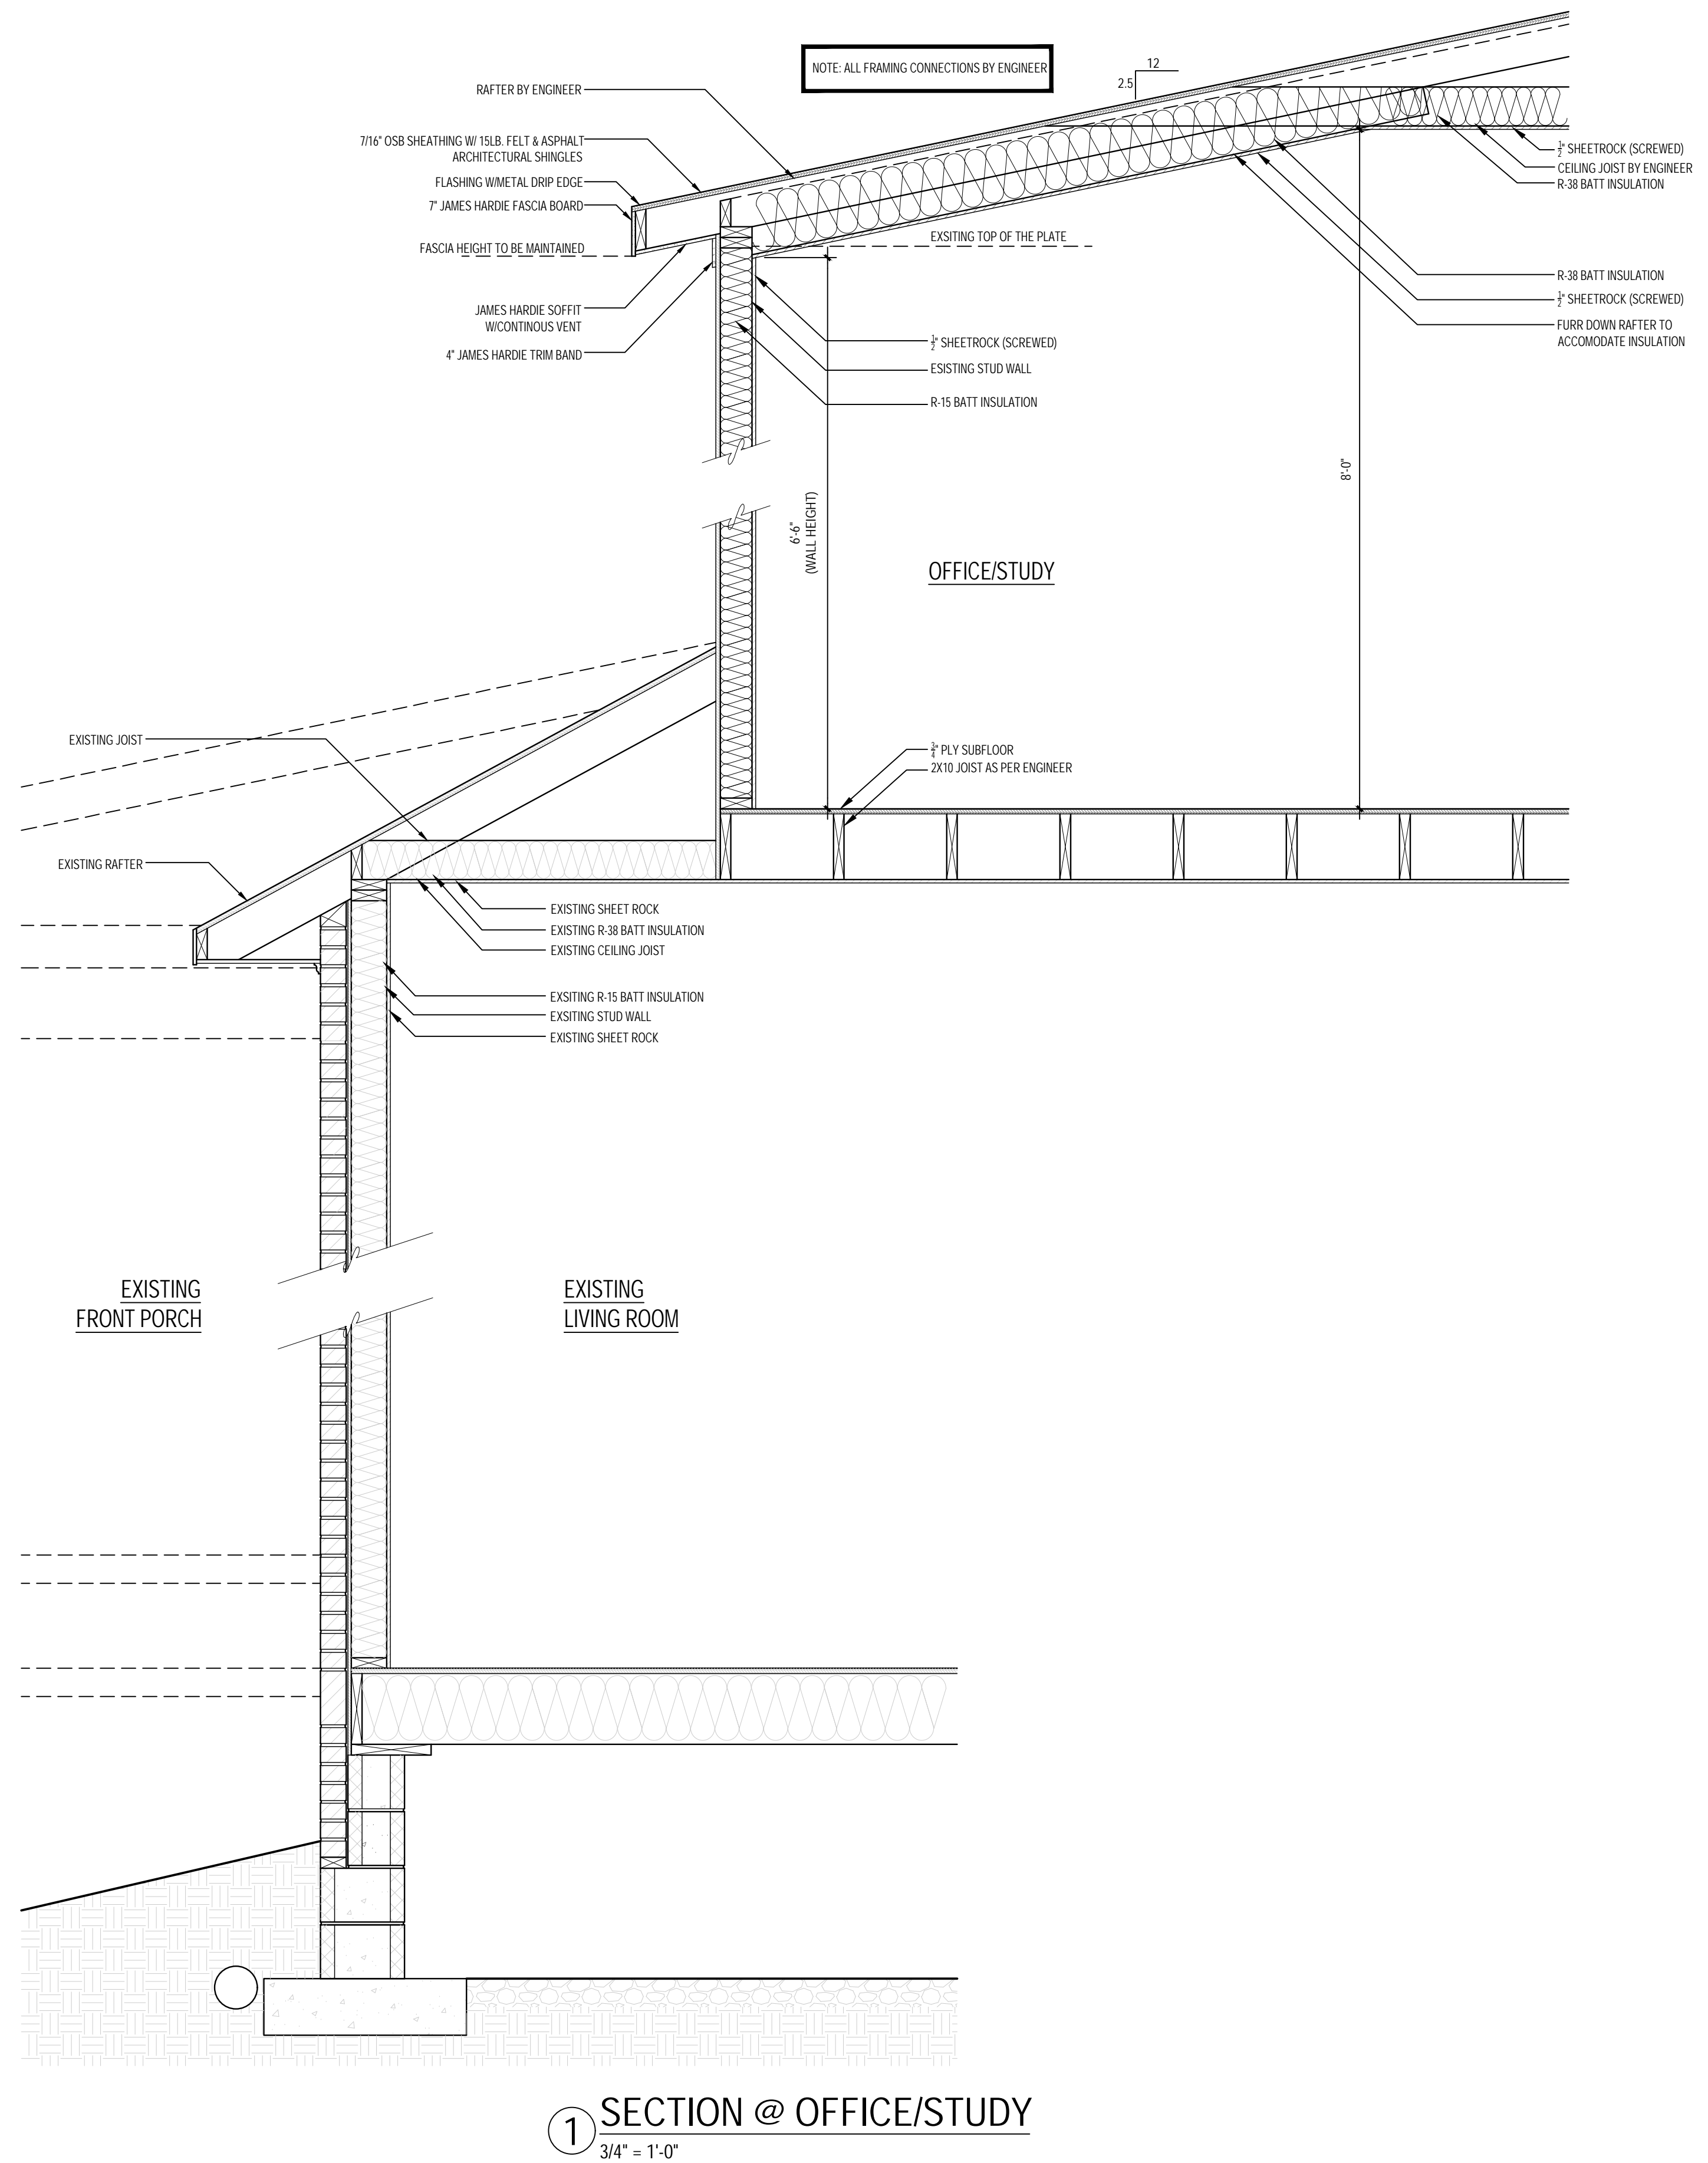 NOTE: ALL FRAMING CONNECTIONS BY ENGINEER
12
2.5
RAFTER BY ENGINEER
7/16" OSB SHEATHING W/ 15LB. FELT & ASPHALT
ARCHITECTURAL SHINGLES
FLASHING W/METAL DRIP EDGE
7" JAMES HARDIE FASCIA BOARD
FASCIA HEIGHT TO BE MAINTAINED
JAMES HARDIE SOFFIT
W/CONTINOUS VENT
4" JAMES HARDIE TRIM BAND
½" SHEETROCK (SCREWED)
CEILING JOIST BY ENGINEER
R-38 BATT INSULATION
EXSITING TOP OF THE PLATE
R-38 BATT INSULATION
½" SHEETROCK (SCREWED)
FURR DOWN RAFTER TO
ACCOMODATE INSULATION
½" SHEETROCK (SCREWED)
ESISTING STUD WALL
R-15 BATT INSULATION
6'-6"
(WALL HEIGHT)
8'-0"
OFFICE/STUDY
¾" PLY SUBFLOOR
2X10 JOIST AS PER ENGINEER
EXISTING JOIST
EXISTING RAFTER
EXISTING SHEET ROCK
EXISTING R-38 BATT INSULATION
EXISTING CEILING JOIST
EXSITING R-15 BATT INSULATION
EXSITING STUD WALL
EXISTING SHEET ROCK
EXISTING
FRONT PORCH
EXISTING
LIVING ROOM
1
SECTION @ OFFICE/STUDY
3/4" = 1'-0"